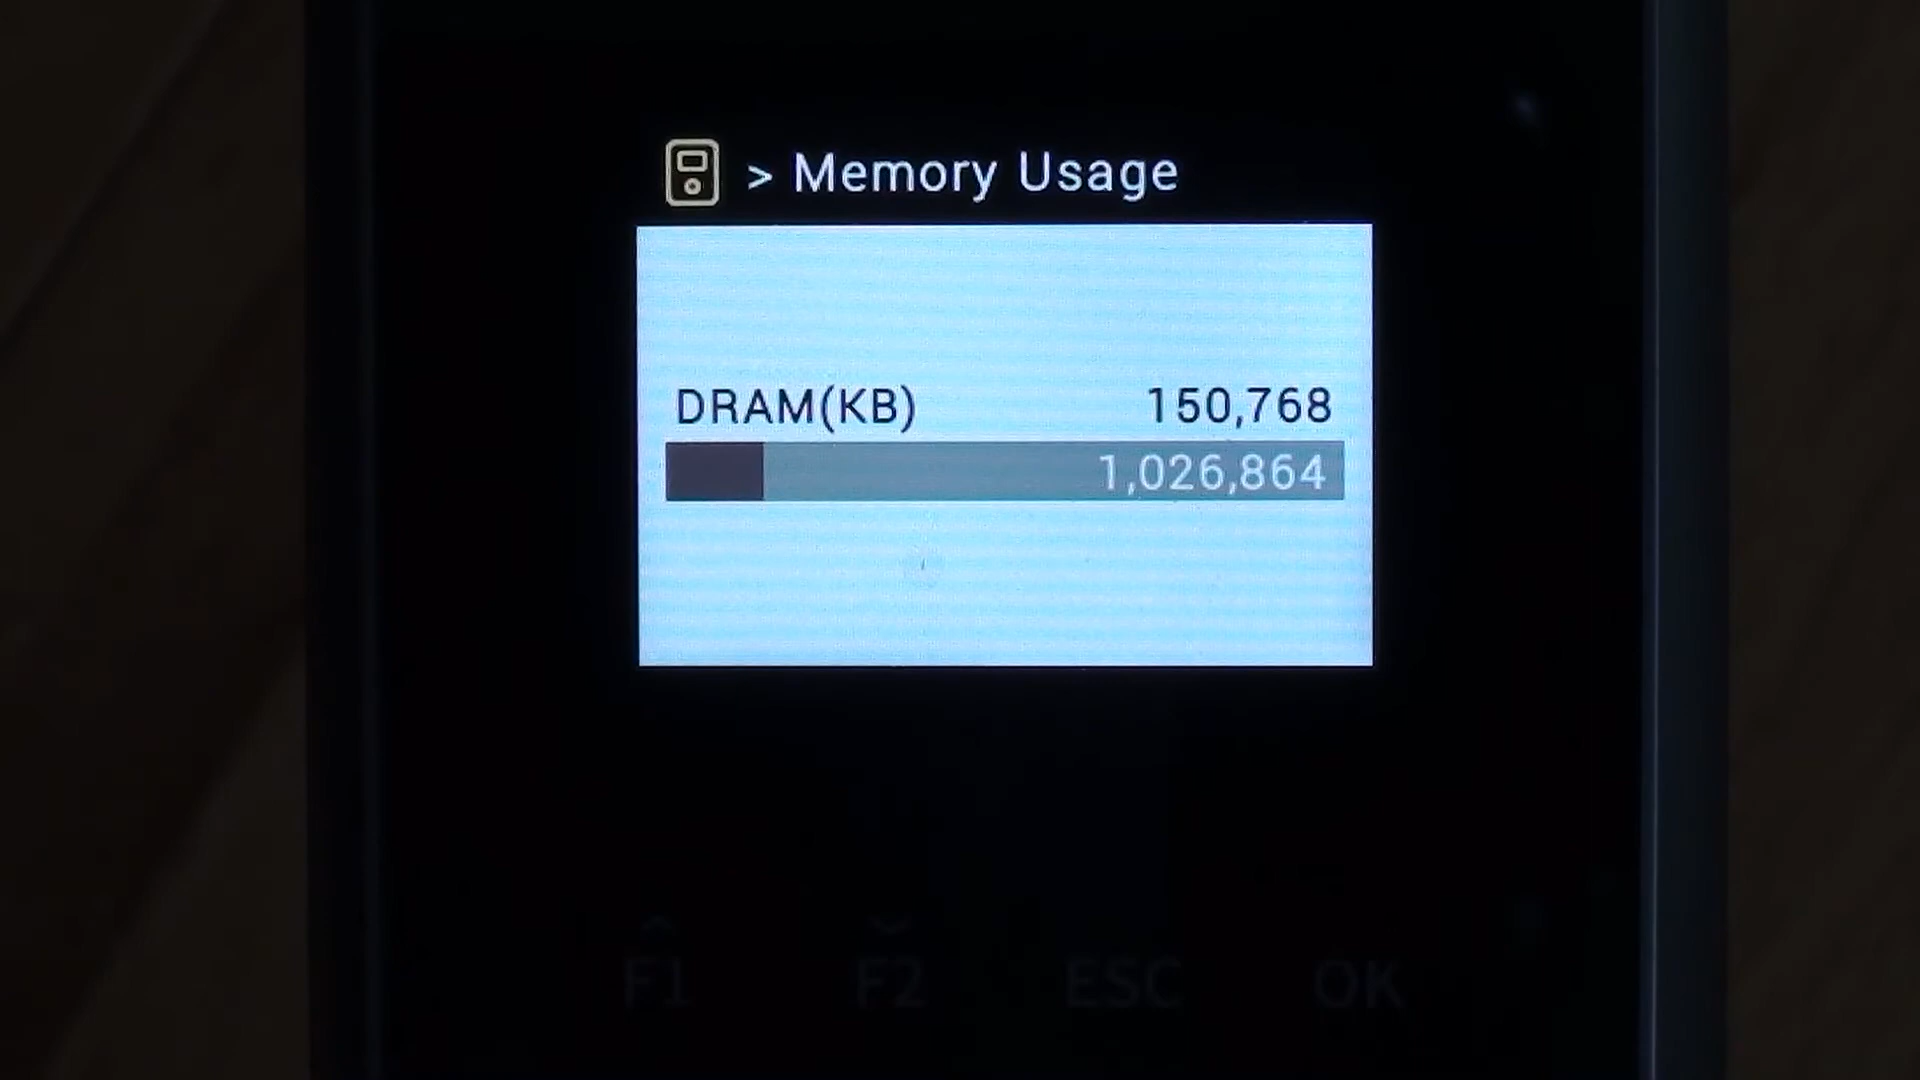 > Memory Usage
DRAM(KB) 150,768
1,026,864
F1 F2 ESC OK